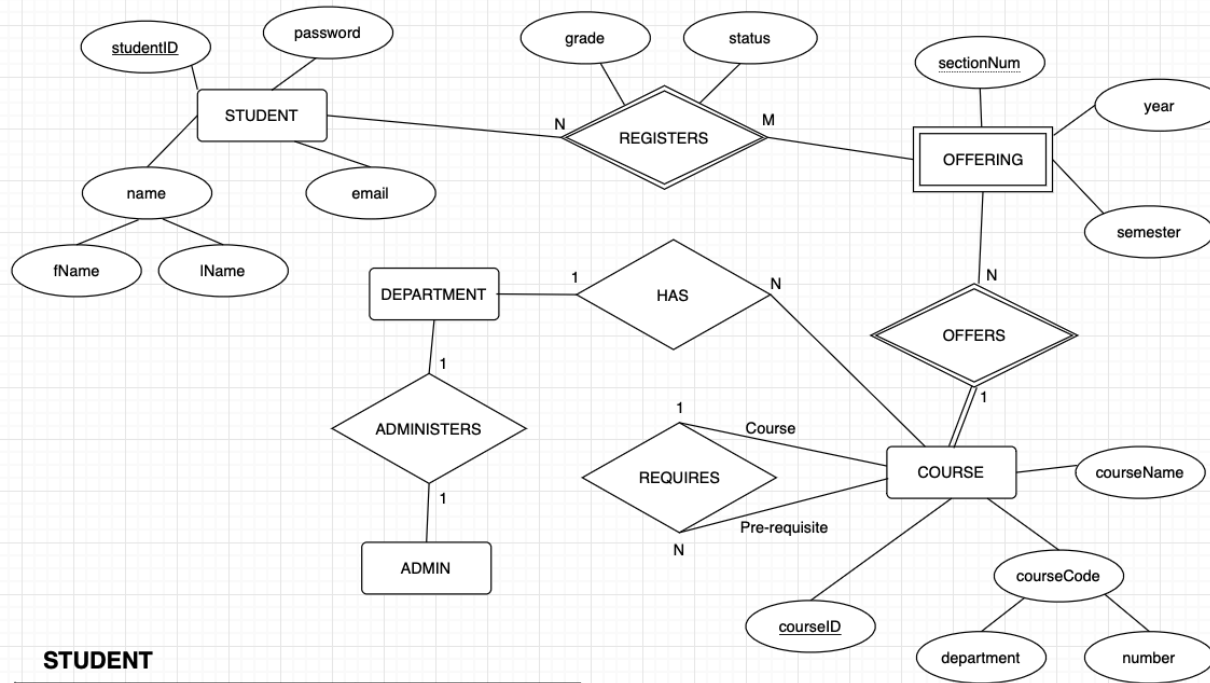 studentID
password
grade
status
sectionNum
year
STUDENT
N
REGISTERS
M
OFFERING
name
email
semester
fName
lName
DEPARTMENT
1
HAS
N
N
OFFERS
1
1
ADMINISTERS
1
Course
1
REQUIRES
COURSE
courseName
Pre-requisite
N
ADMIN
courseCode
courseID
department
number
STUDENT